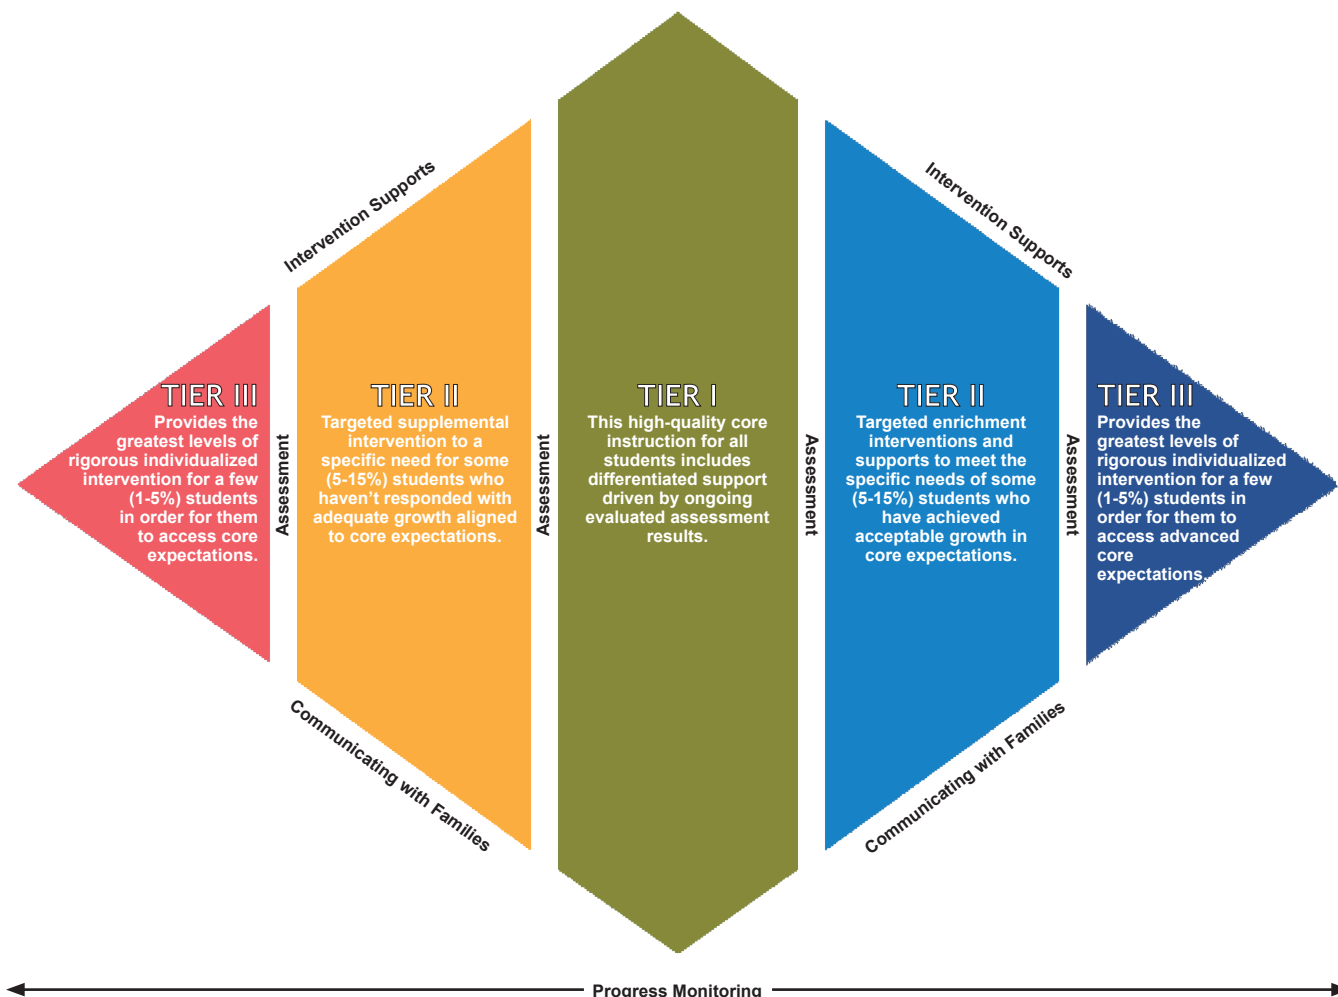 Intervention Supports
Intervention Supports
TIER III
Provides the
greatest levels of
rigorous individualized
intervention for a few
(1-5%) students
in order for them
to access core
expectations.
Assessment
TIER II
Targeted supplemental
intervention to a
specific need for some
(5-15%) students who
haven't responded with
adequate growth aligned
to core expectations.
Assessment
TIER I
This high-quality core
instruction for all
students includes
differentiated support
driven by ongoing
evaluated assessment
results.
Assessment
TIER II
Targeted enrichment
interventions and
supports to meet the
specific needs of some
(5-15%) students who
have achieved
acceptable growth in
core expectations.
Assessment
TIER III
Provides the
greatest levels of
rigorous individualized
intervention for a few
(1-5%) students in
order for them to
access advanced
core
expectations.
Communicating with Families
Communicating with Families
Progress Monitoring